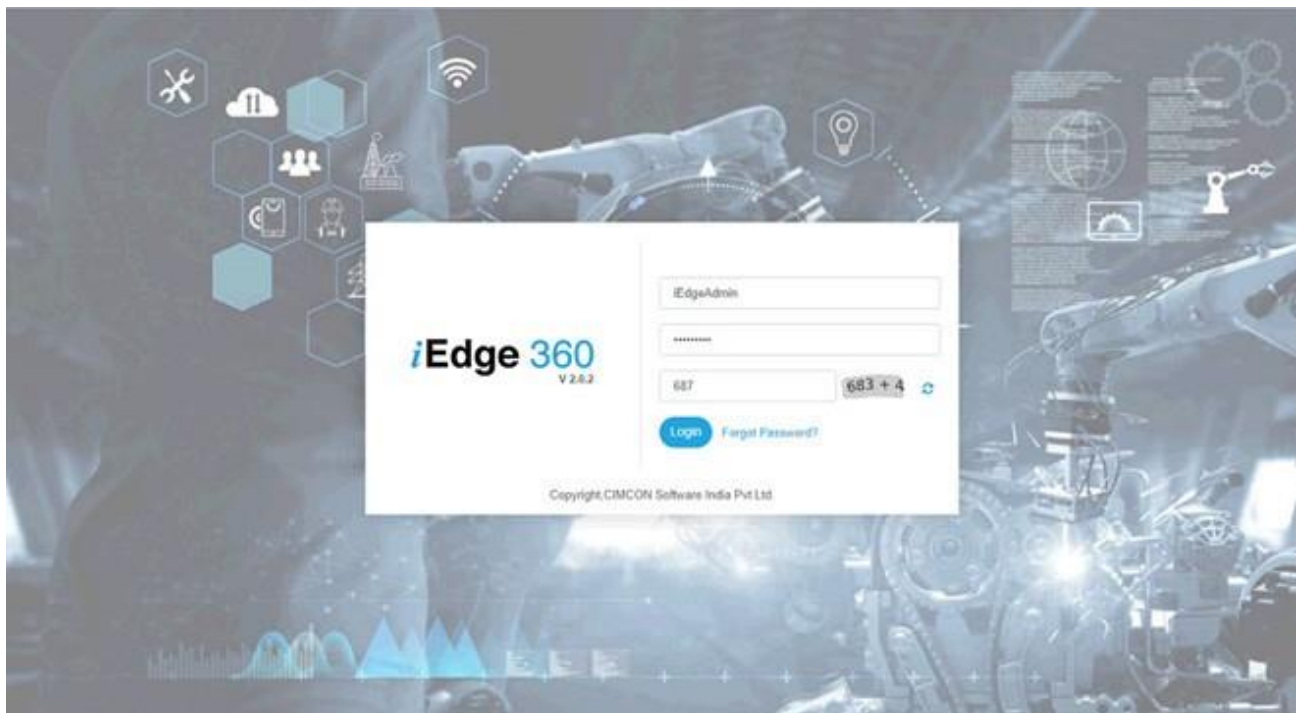 iEdge 360
V 2.0.2
iEdgeAdmin
687
683 + 4
Login Forgot Password?
Copyright,CIMCON Software India Pvt Ltd